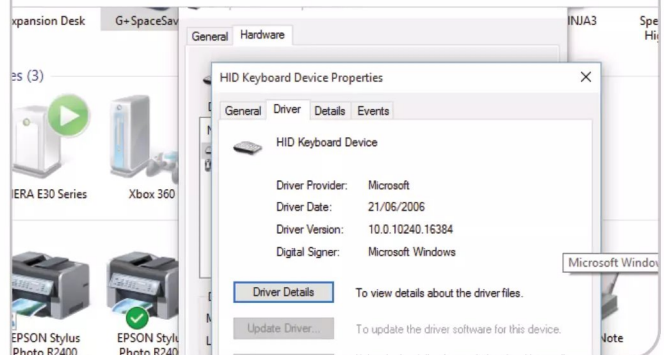 xpansion Desk
G+SpaceSav
INJA3
Spe
Hi
General Hardware
es (3)
HID Keyboard Device Properties
General Driver Details Events
HID Keyboard Device
Driver Provider: Microsoft
Driver Date: 21/06/2006
Driver Version: 10.0.10240.16384
Digital Signer: Microsoft Windows
Microsoft Window
IERA E30 Series
Xbox 360
Driver Details To view details about the driver files.
Update Driver... To update the driver software for this device.
EPSON Stylus
Photo R2400
EPSON Stylus
Photo R240
Note